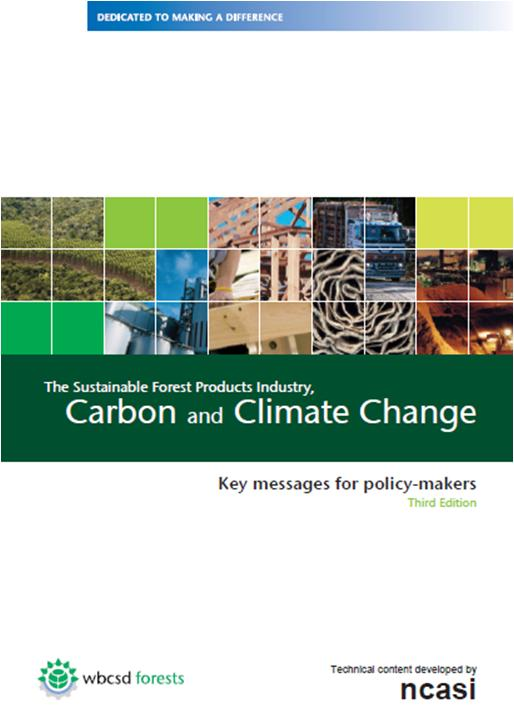 DEDICATED TO MAKING A DIFFERENCE
The Sustainable Forest Products Industry,
Carbon and Climate Change
Key messages for policy-makers
Third Edition
wbcsd forests
Technical content developed by
ncasi